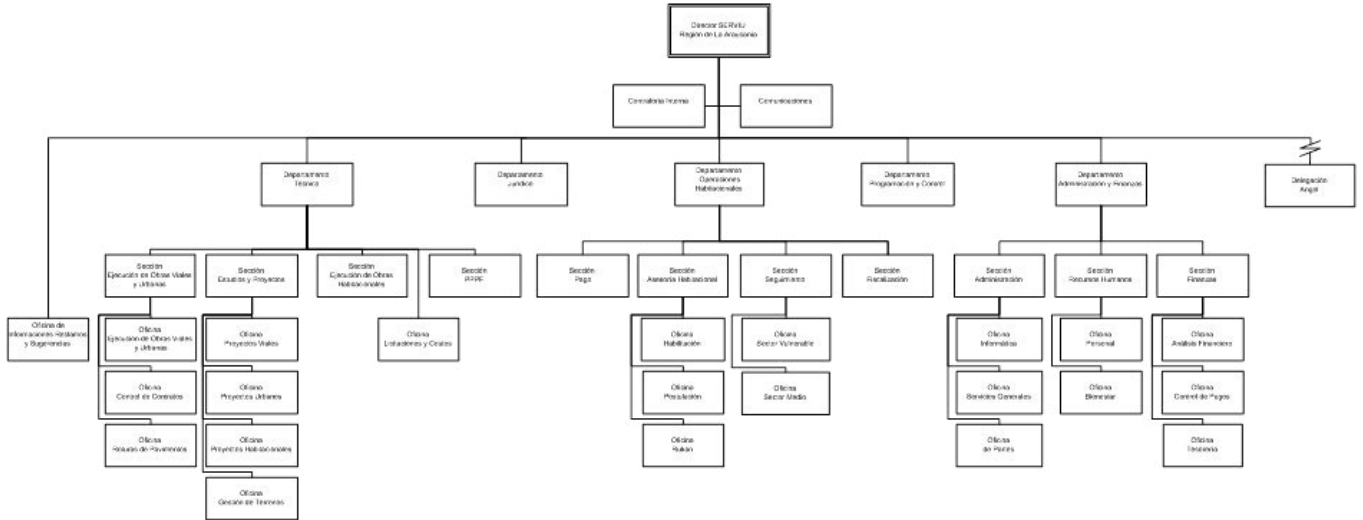 Director SERVIU
Región de La Araucanía
Contraloría Interna
Comunicaciones
Departamento
Técnico
Departamento
Jurídico
Departamento
Operaciones
Habitacionales
Departamento
Programación y Control
Departamento
Administración y Finanzas
Delegación
Angol
Sección
Ejecución de Obras Viales
y Urbanas
Sección
Estudios y Proyectos
Sección
Ejecución de Obras
Habitacionales
Sección
PPPF
Sección
Pago
Sección
Asesoría Habitacional
Sección
Seguimiento
Sección
Fiscalización
Sección
Administración
Sección
Recursos Humanos
Sección
Finanzas
Oficina de
Informaciones Reclamos
y Sugerencias
Oficina
Ejecución de Obras Viales
y Urbanas
Oficina
Proyectos Viales
Oficina
Licitaciones y Costos
Oficina
Habilitación
Oficina
Sector Vulnerable
Oficina
Informática
Oficina
Personal
Oficina
Análisis Financiero
Oficina
Control de Contratos
Oficina
Proyectos Urbanos
Oficina
Postulación
Oficina
Sector Medio
Oficina
Servicios Generales
Oficina
Bienestar
Oficina
Control de Pagos
Oficina
Roturas de Pavimentos
Oficina
Proyectos Habitacionales
Oficina
Rukan
Oficina
de Partes
Oficina
Tesorería
Oficina
Gestión de Terrenos